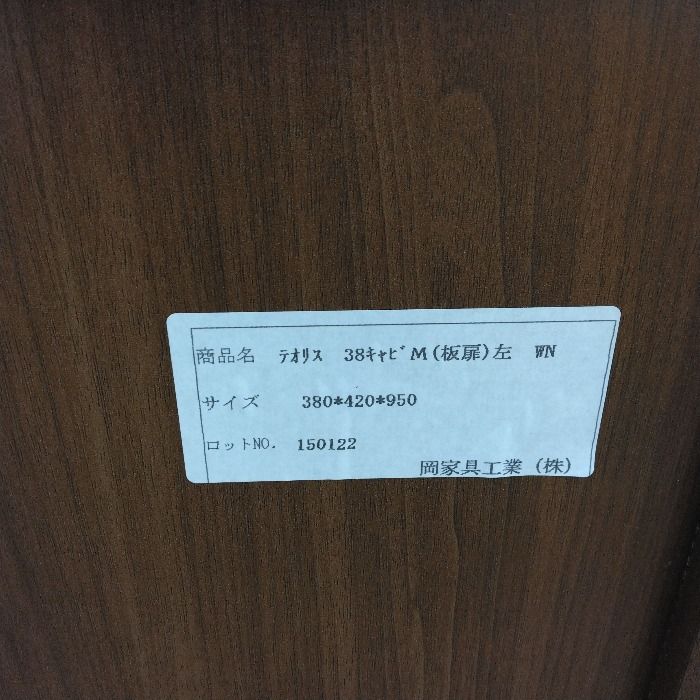 商品名 ﾃｵﾘｽ 38ｷｬﾋﾞM(板扉)左 WN
サイズ 380*420*950
ロットNO. 150122
岡家具工業(株)